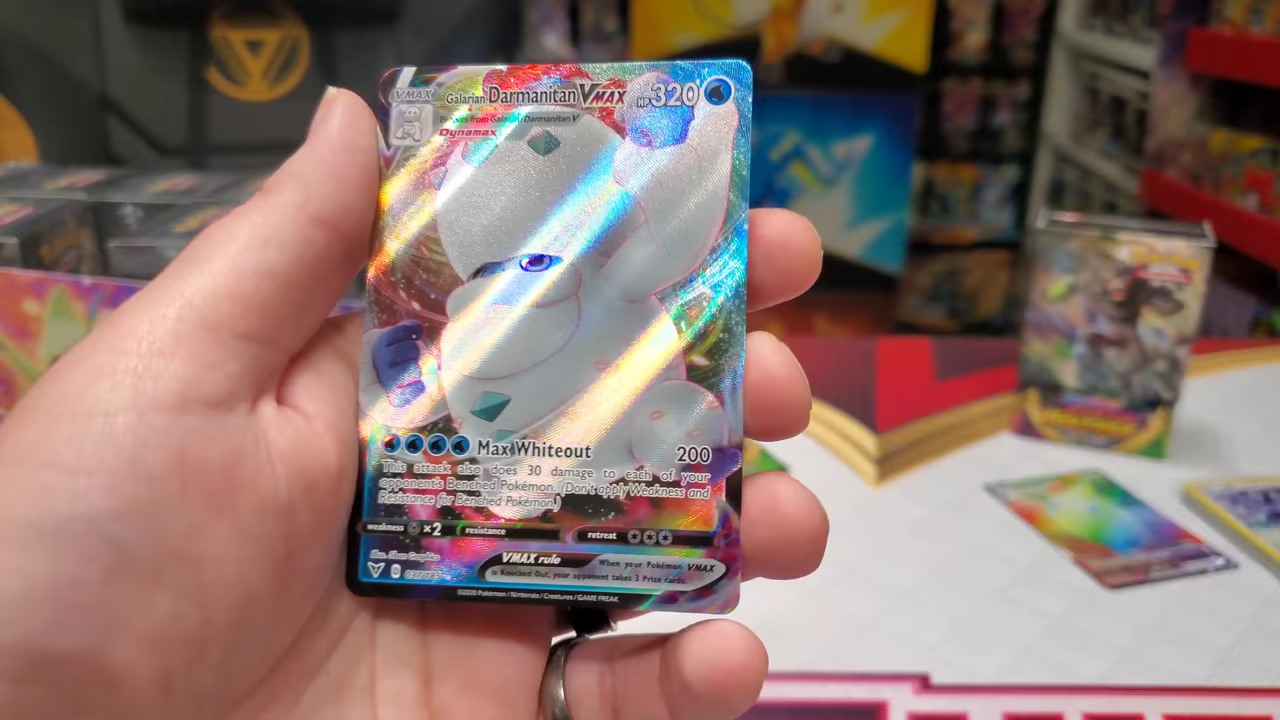 VMAX Galarian Darmanitan VMAX HP 320
Evolves from Galarian Darmanitan V
Dynamax
Max Whiteout 200
This attack also does 30 damage to each of your
opponent's Benched Pokémon. (Don't apply Weakness and
Resistance for Benched Pokémon.)
weakness ×2 resistance retreat
VMAX rule When your Pokémon VMAX
is Knocked Out, your opponent takes 3 Prize cards.
©2020 Pokémon / Nintendo / Creatures / GAME FREAK